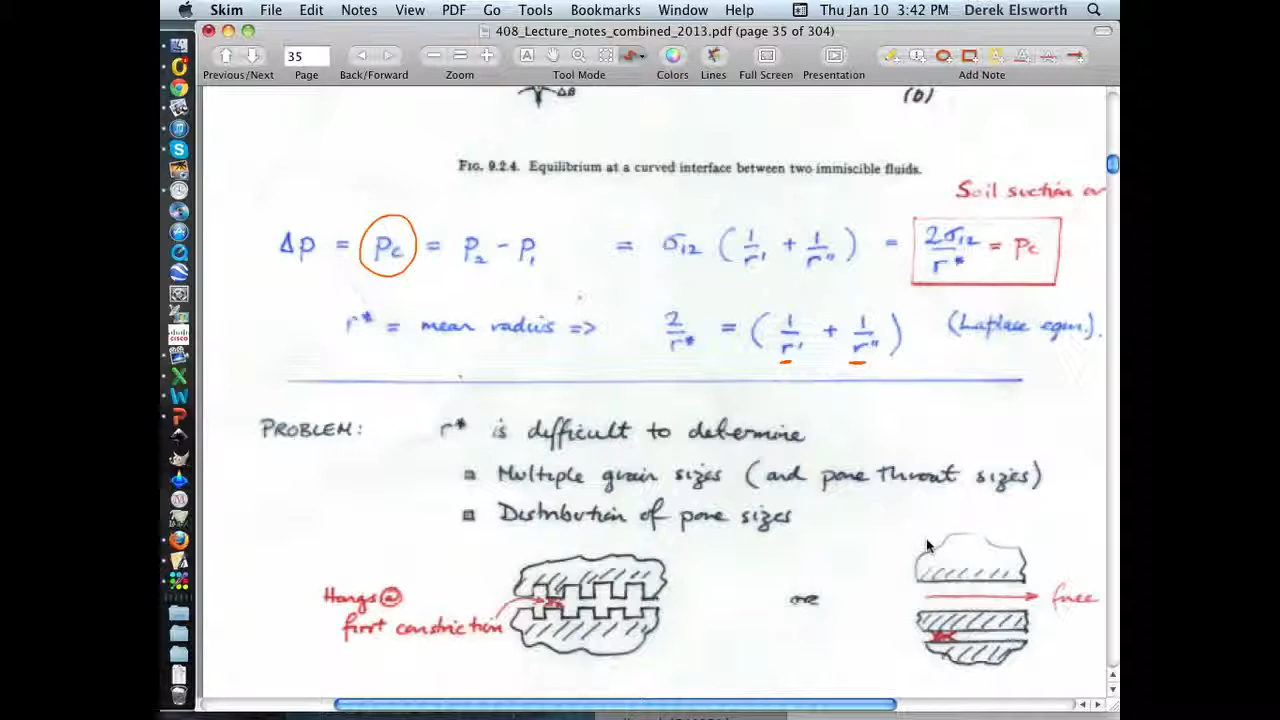 Skim File Edit Notes View PDF Go Tools Bookmarks Window Help Thu Jan 10 3:42 PM Derek Elsworth
408_Lecture_notes_combined_2013.pdf (page 35 of 304)
35
Previous/Next Page Back/Forward Zoom Tool Mode Colors Lines Full Screen Presentation Add Note
Δθ (b)
FIG. 9.2.4. Equilibrium at a curved interface between two immiscible fluids.
Soil suction or
Δp = pc = p2 - p1 = σ12 (1/r' + 1/r'') = 2σ12/r* = pc
r* = mean radius => 2/r* = (1/r' + 1/r'') (Laplace eqn.).
PROBLEM: r* is difficult to determine
Multiple grain sizes (and pore throat sizes)
Distribution of pore sizes
Hangs @
first constriction
or
free